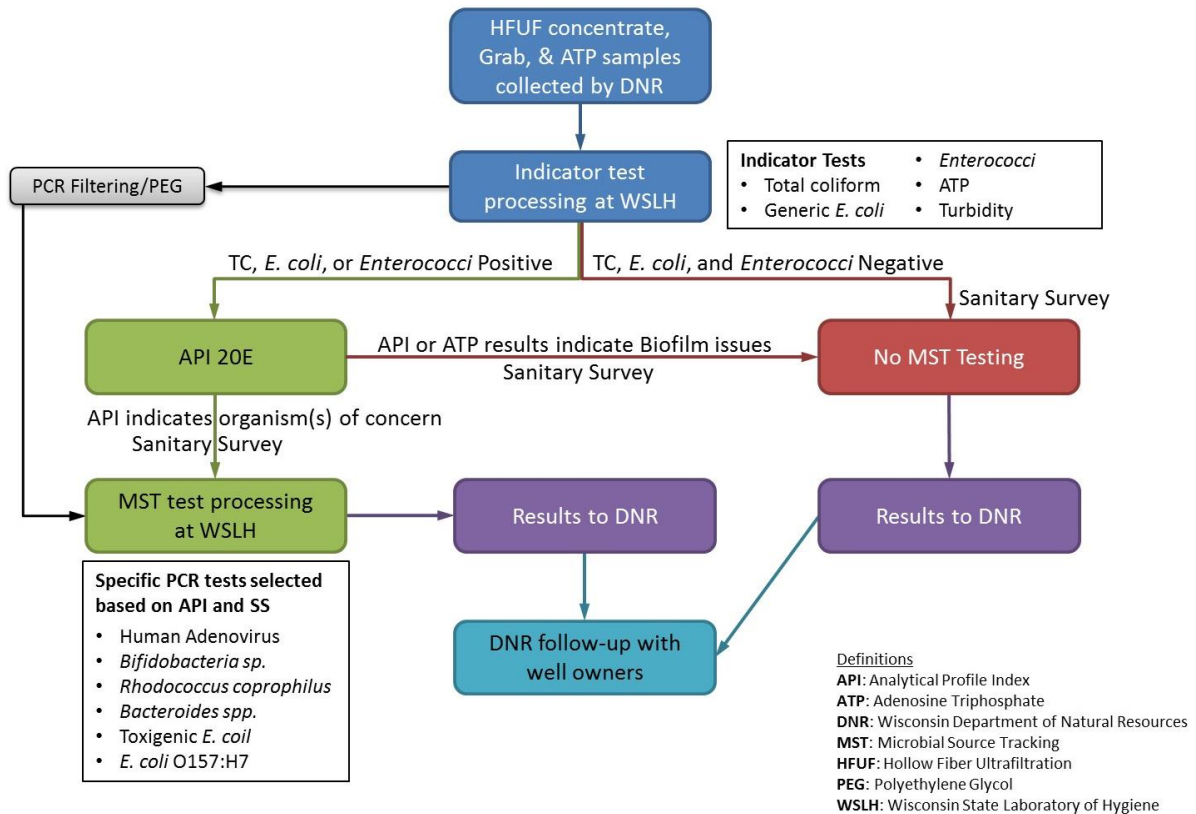 HFUF concentrate,
Grab, & ATP samples
collected by DNR
Indicator test
processing at WSLH
PCR Filtering/PEG
Indicator Tests
• Total coliform
• Generic E. coli
• Enterococci
• ATP
• Turbidity
TC, E. coli, or Enterococci Positive
TC, E. coli, and Enterococci Negative
Sanitary Survey
API 20E
API or ATP results indicate Biofilm issues
Sanitary Survey
No MST Testing
API indicates organism(s) of concern
Sanitary Survey
MST test processing
at WSLH
Results to DNR
Results to DNR
Specific PCR tests selected
based on API and SS
• Human Adenovirus
• Bifidobacteria sp.
• Rhodococcus coprophilus
• Bacteroides spp.
• Toxigenic E. coil
• E. coli O157:H7
DNR follow-up with
well owners
Definitions
API: Analytical Profile Index
ATP: Adenosine Triphosphate
DNR: Wisconsin Department of Natural Resources
MST: Microbial Source Tracking
HFUF: Hollow Fiber Ultrafiltration
PEG: Polyethylene Glycol
WSLH: Wisconsin State Laboratory of Hygiene